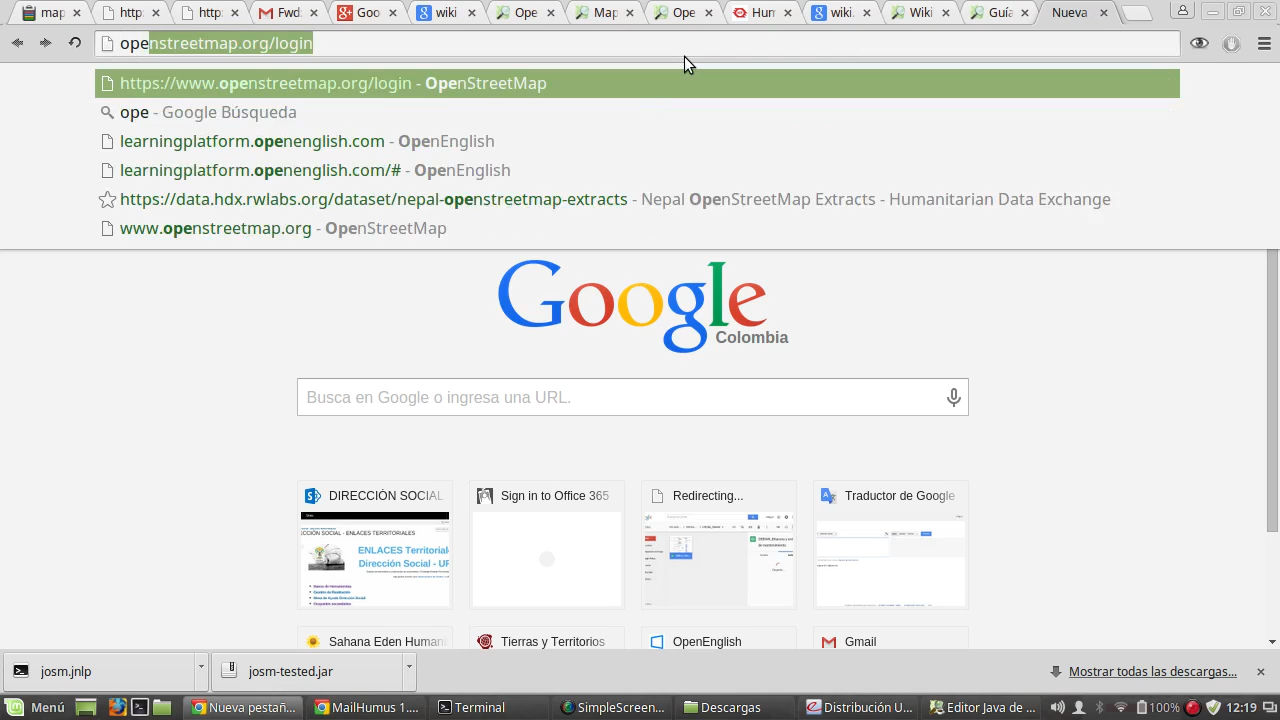 map
http:
http:
Fwd:
Goo
wiki
Ope
Map
Ope
Hum
wiki.
Wiki
Guía
Nueva
openstreetmap.org/login
https://www.openstreetmap.org/login - OpenStreetMap
ope - Google Búsqueda
learningplatform.openenglish.com - OpenEnglish
learningplatform.openenglish.com/# - OpenEnglish
https://data.hdx.rwlabs.org/dataset/nepal-openstreetmap-extracts - Nepal OpenStreetMap Extracts - Humanitarian Data Exchange
www.openstreetmap.org - OpenStreetMap
Google
Colombia
Busca en Google o ingresa una URL.
DIRECCIÓN SOCIAL
Sign in to Office 365
Redirecting...
Traductor de Google
CCIÓN SOCIAL - ENLACES TERRITORIALES
ENLACES Territorial
Dirección Social - UF
Sahana Eden Human
Tierras y Territorios
OpenEnglish
Gmail
josm.jnlp
josm-tested.jar
Mostrar todas las descargas...
Menú
Nueva pestañ...
MailHumus 1....
Terminal
SimpleScreen...
Descargas
Distribución U...
Editor Java de ...
100%
12:19